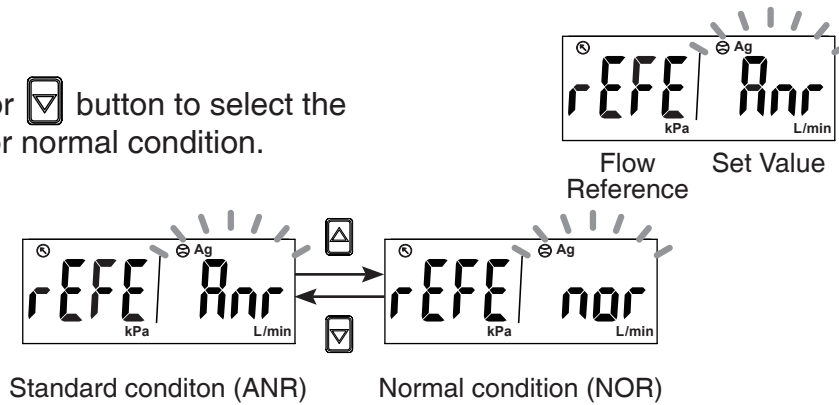 Ag
rEFE Anr
kPa L/min
or button to select the
or normal condition.
Flow Reference
Set Value
Ag
rEFE Anr
kPa L/min
Ag
rEFE nor
kPa L/min
Standard conditon (ANR)
Normal condition (NOR)